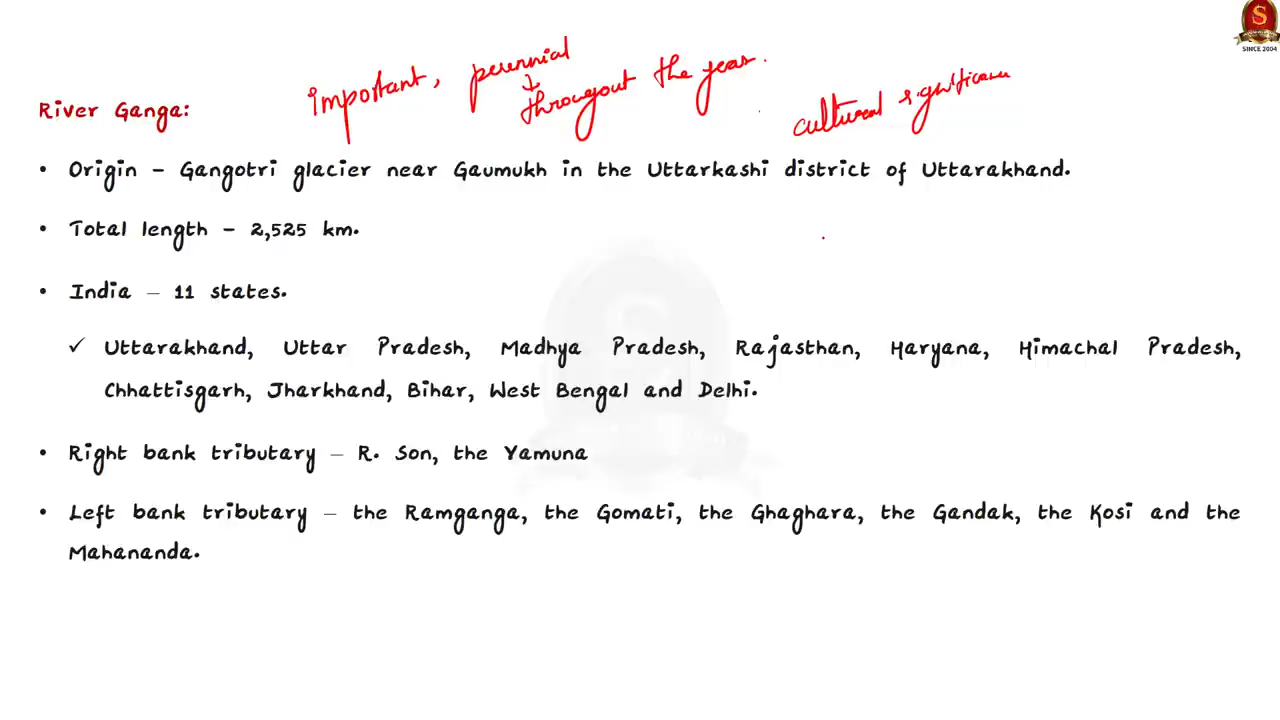 S
SINCE 2004
important, perennial
↓
througout the year.
cultural significance
River Ganga:
• Origin – Gangotri glacier near Gaumukh in the Uttarkashi district of Uttarakhand.
• Total length – 2,525 km.
• India – 11 states.
✓ Uttarakhand, Uttar Pradesh, Madhya Pradesh, Rajasthan, Haryana, Himachal Pradesh,
Chhattisgarh, Jharkhand, Bihar, West Bengal and Delhi.
• Right bank tributary – R. Son, the Yamuna
• Left bank tributary – the Ramganga, the Gomati, the Ghaghara, the Gandak, the Kosi and the
Mahananda.